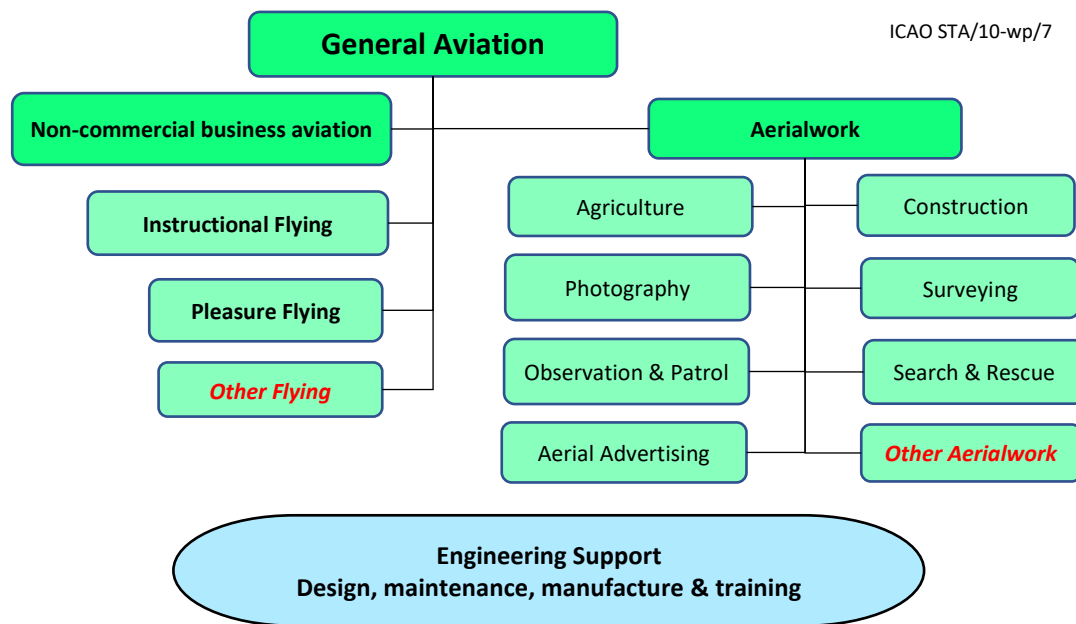 General Aviation
ICAO STA/10-wp/7
Non-commercial business aviation
Aerialwork
Instructional Flying
Pleasure Flying
Other Flying
Agriculture
Construction
Photography
Surveying
Observation & Patrol
Search & Rescue
Aerial Advertising
Other Aerialwork
Engineering Support
Design, maintenance, manufacture & training